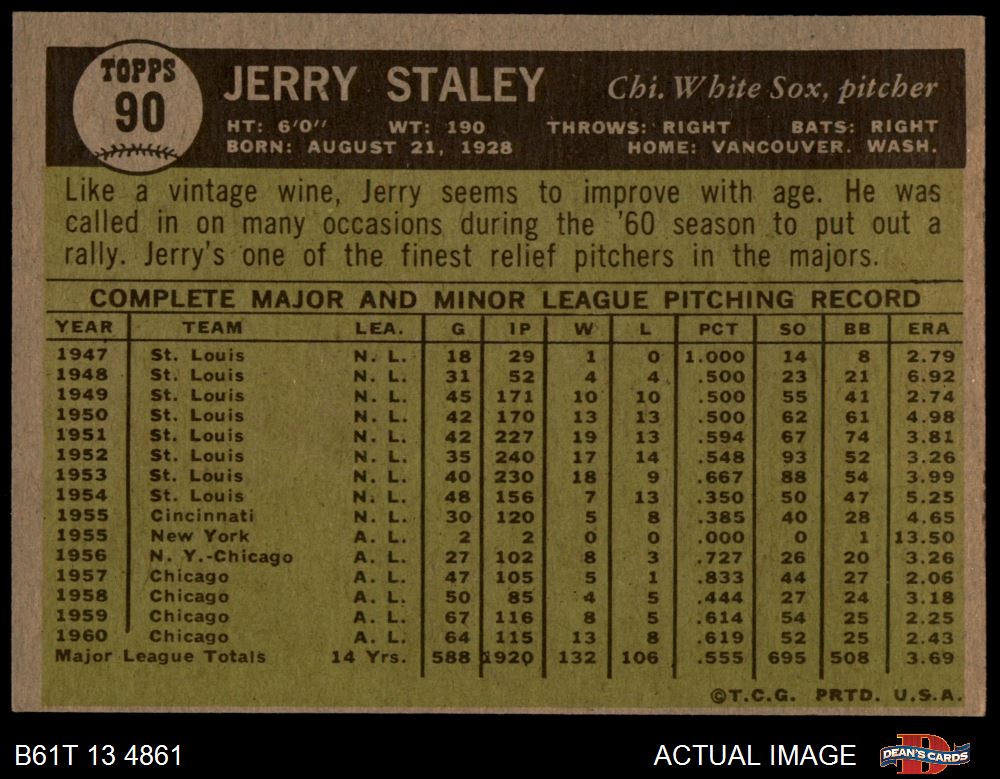 TOPPS
90
JERRY STALEY
Chi. White Sox, pitcher
HT: 6'0" WT: 190 THROWS: RIGHT BATS: RIGHT
BORN: AUGUST 21, 1928 HOME: VANCOUVER. WASH.
Like a vintage wine, Jerry seems to improve with age. He was
called in on many occasions during the '60 season to put out a
rally. Jerry's one of the finest relief pitchers in the majors.
COMPLETE MAJOR AND MINOR LEAGUE PITCHING RECORD
YEAR TEAM LEA. G IP W L PCT SO BB ERA
1947 St. Louis N. L. 18 29 1 0 1.000 14 8 2.79
1948 St. Louis N. L. 31 52 4 4 .500 23 21 6.92
1949 St. Louis N. L. 45 171 10 10 .500 55 41 2.74
1950 St. Louis N. L. 42 170 13 13 .500 62 61 4.98
1951 St. Louis N. L. 42 227 19 13 .594 67 74 3.81
1952 St. Louis N. L. 35 240 17 14 .548 93 52 3.26
1953 St. Louis N. L. 40 230 18 9 .667 88 54 3.99
1954 St. Louis N. L. 48 156 7 13 .350 50 47 5.25
1955 Cincinnati N. L. 30 120 5 8 .385 40 28 4.65
1955 New York A. L. 2 2 0 0 .000 0 1 13.50
1956 N. Y.-Chicago A. L. 27 102 8 3 .727 26 20 3.26
1957 Chicago A. L. 47 105 5 1 .833 44 27 2.06
1958 Chicago A. L. 50 85 4 5 .444 27 24 3.18
1959 Chicago A. L. 67 116 8 5 .614 54 25 2.25
1960 Chicago A. L. 64 115 13 8 .619 52 25 2.43
Major League Totals 14 Yrs. 588 1920 132 106 .555 695 508 3.69
©T.C.G. PRTD. U.S.A.
B61T 13 4861 ACTUAL IMAGE DEAN'S CARDS